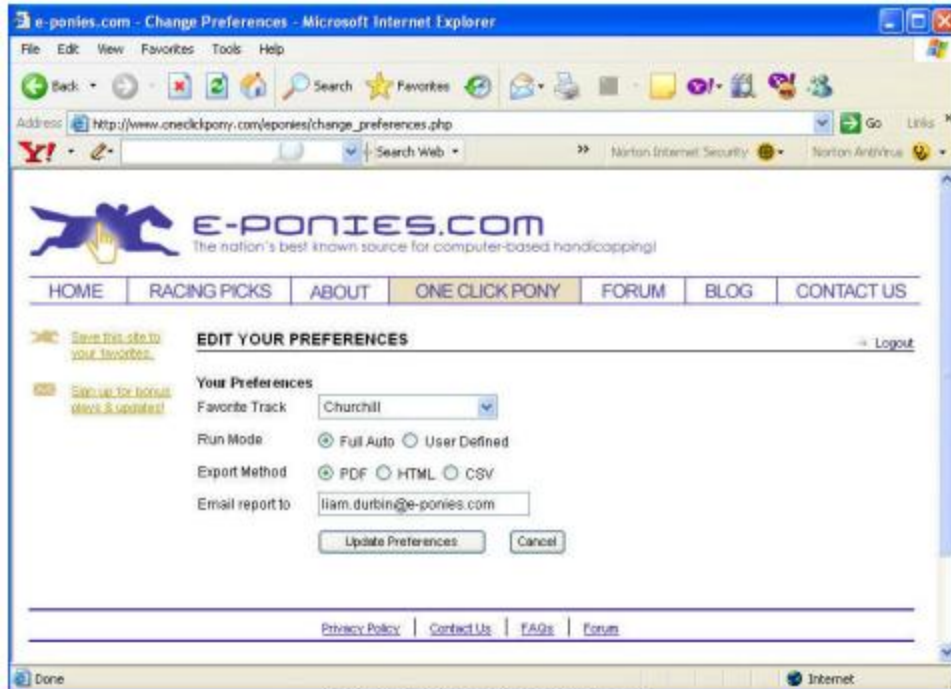 e-ponies.com - Change Preferences - Microsoft Internet Explorer
File Edit View Favorites Tools Help
Back Search Favorites
Address http://www.oneclickpony.com/eponies/change_preferences.php Go Links
Y! Search Web Norton Internet Security Norton AntiVirus
E-PONIES.COM
The nation's best known source for computer-based handicapping!
HOME RACING PICKS ABOUT ONE CLICK PONY FORUM BLOG CONTACT US
Save this site to
your favorites.
Sign up for bonus
plays & updates!
EDIT YOUR PREFERENCES Logout
Your Preferences
Favorite Track Churchill
Run Mode Full Auto User Defined
Export Method PDF HTML CSV
Email report to liam.durbin@e-ponies.com
Update Preferences Cancel
Privacy Policy Contact Us FAQs Forum
Done Internet